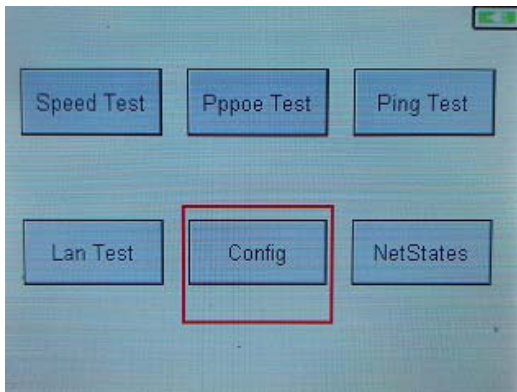 Speed Test
Pppoe Test
Ping Test
Lan Test
Config
NetStates